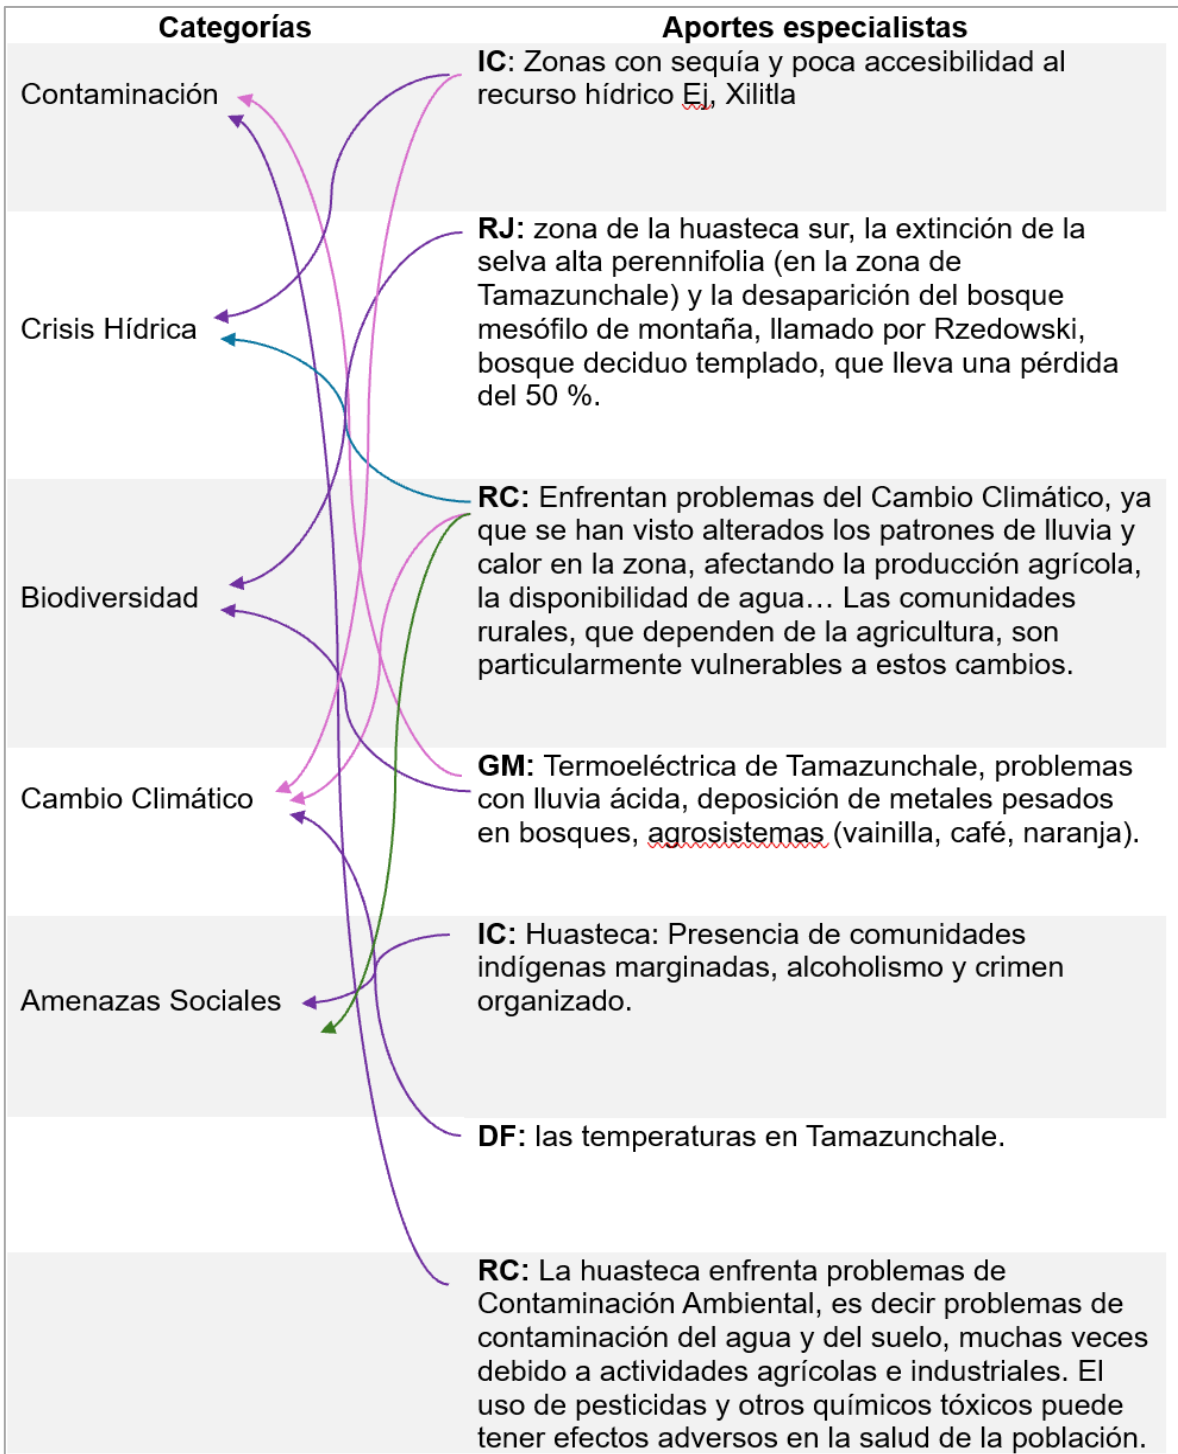 Categorías
Aportes especialistas
Contaminación
IC: Zonas con sequía y poca accesibilidad al
recurso hídrico Ej, Xilitla
Crisis Hídrica
RJ: zona de la huasteca sur, la extinción de la
selva alta perennifolia (en la zona de
Tamazunchale) y la desaparición del bosque
mesófilo de montaña, llamado por Rzedowski,
bosque deciduo templado, que lleva una pérdida
del 50 %.
Biodiversidad
RC: Enfrentan problemas del Cambio Climático, ya
que se han visto alterados los patrones de lluvia y
calor en la zona, afectando la producción agrícola,
la disponibilidad de agua… Las comunidades
rurales, que dependen de la agricultura, son
particularmente vulnerables a estos cambios.
Cambio Climático
GM: Termoeléctrica de Tamazunchale, problemas
con lluvia ácida, deposición de metales pesados
en bosques, agrosistemas (vainilla, café, naranja).
Amenazas Sociales
IC: Huasteca: Presencia de comunidades
indígenas marginadas, alcoholismo y crimen
organizado.
DF: las temperaturas en Tamazunchale.
RC: La huasteca enfrenta problemas de
Contaminación Ambiental, es decir problemas de
contaminación del agua y del suelo, muchas veces
debido a actividades agrícolas e industriales. El
uso de pesticidas y otros químicos tóxicos puede
tener efectos adversos en la salud de la población.